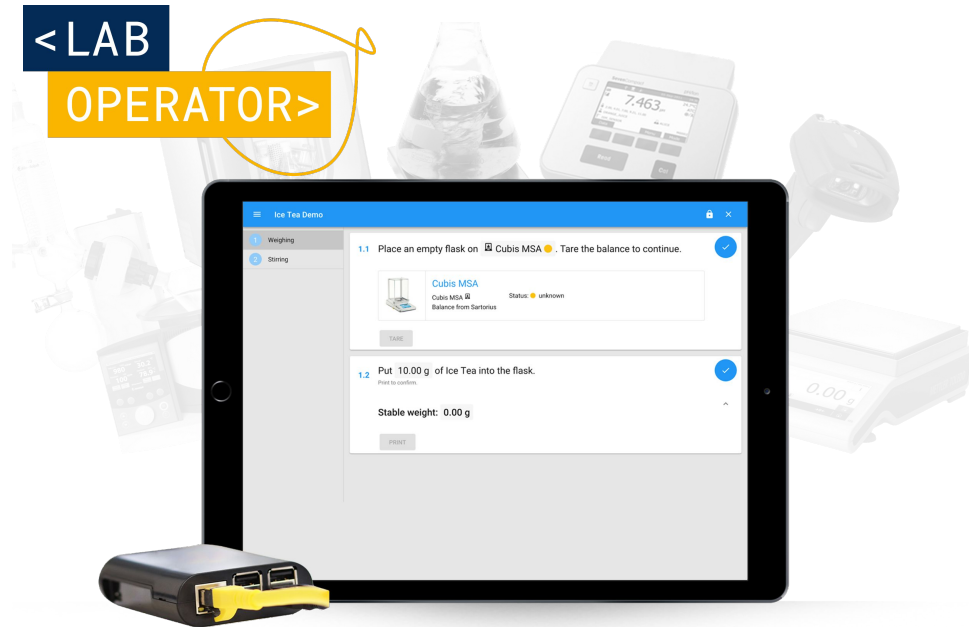 <LAB
OPERATOR>
7.463
Ice Tea Demo
1 Weighing
2 Stirring
1.1 Place an empty flask on Cubis MSA . Tare the balance to continue.
Cubis MSA
Cubis MSA
Status: unknown
Balance from Sartorius
TARE
1.2 Put 10.00 g of Ice Tea into the flask.
Print to confirm.
Stable weight: 0.00 g
PRINT
0.00 g